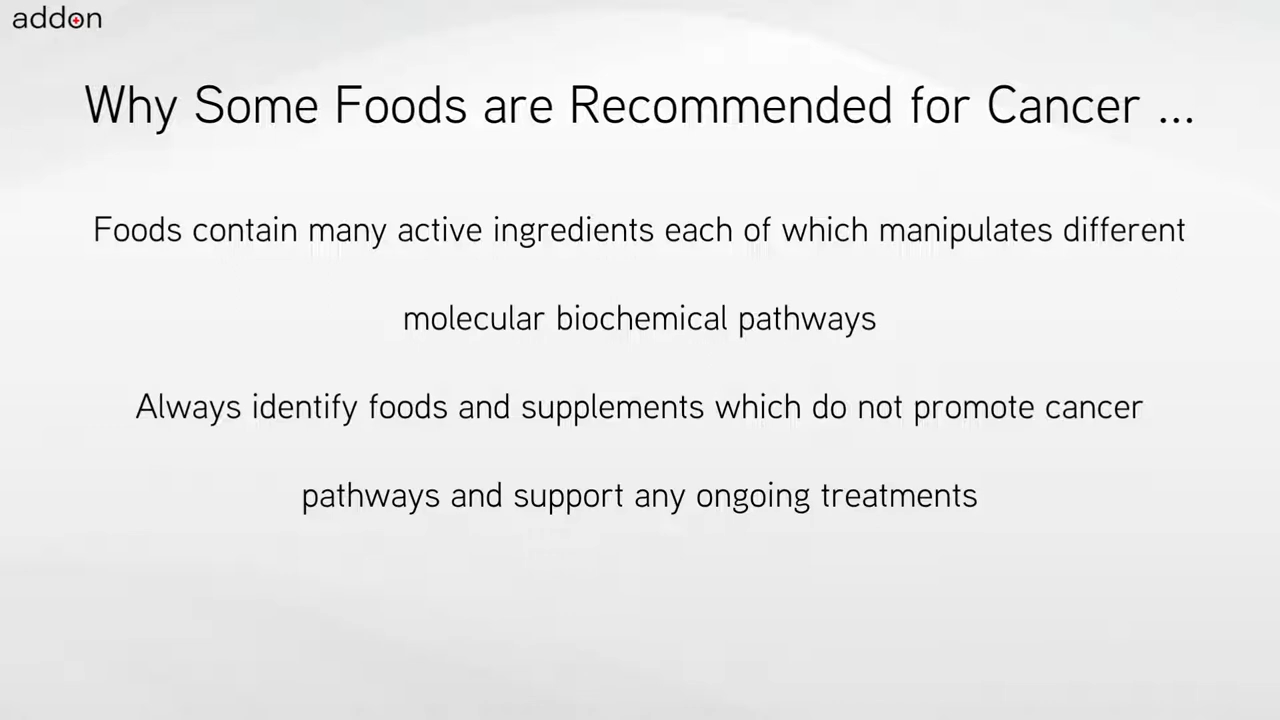 addon
Why Some Foods are Recommended for Cancer ...
Foods contain many active ingredients each of which manipulates different
molecular biochemical pathways
Always identify foods and supplements which do not promote cancer
pathways and support any ongoing treatments